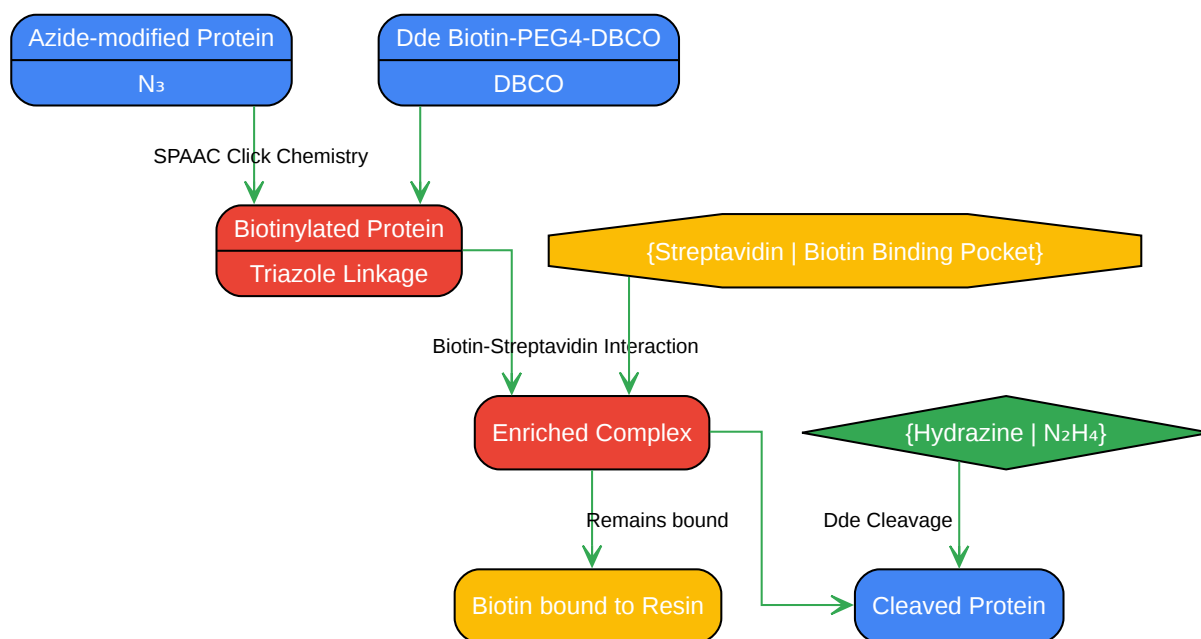 Azide-modified Protein
N₃
Dde Biotin-PEG4-DBCO
DBCO
SPAAC Click Chemistry
Biotinylated Protein
Triazole Linkage
{Streptavidin | Biotin Binding Pocket}
Biotin-Streptavidin Interaction
Enriched Complex
{Hydrazine | N₂H₄}
Remains bound
Dde Cleavage
Biotin bound to Resin
Cleaved Protein